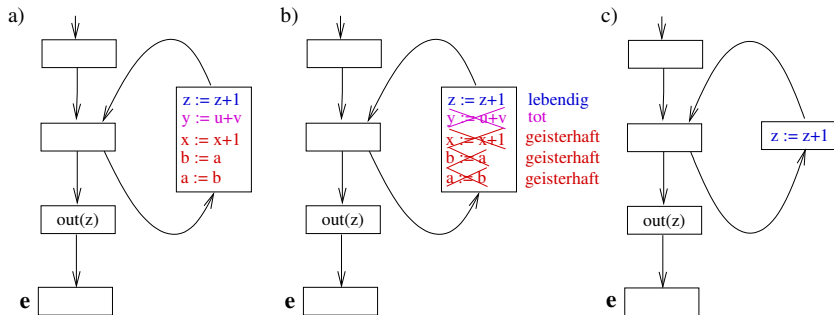 a)
z := z+1
y := u+v
x := x+1
b := a
a := b
out(z)
e
b)
z := z+1 lebendig
y := u+v tot
x := x+1 geisterhaft
b := a geisterhaft
a := b geisterhaft
out(z)
e
c)
z := z+1
out(z)
e